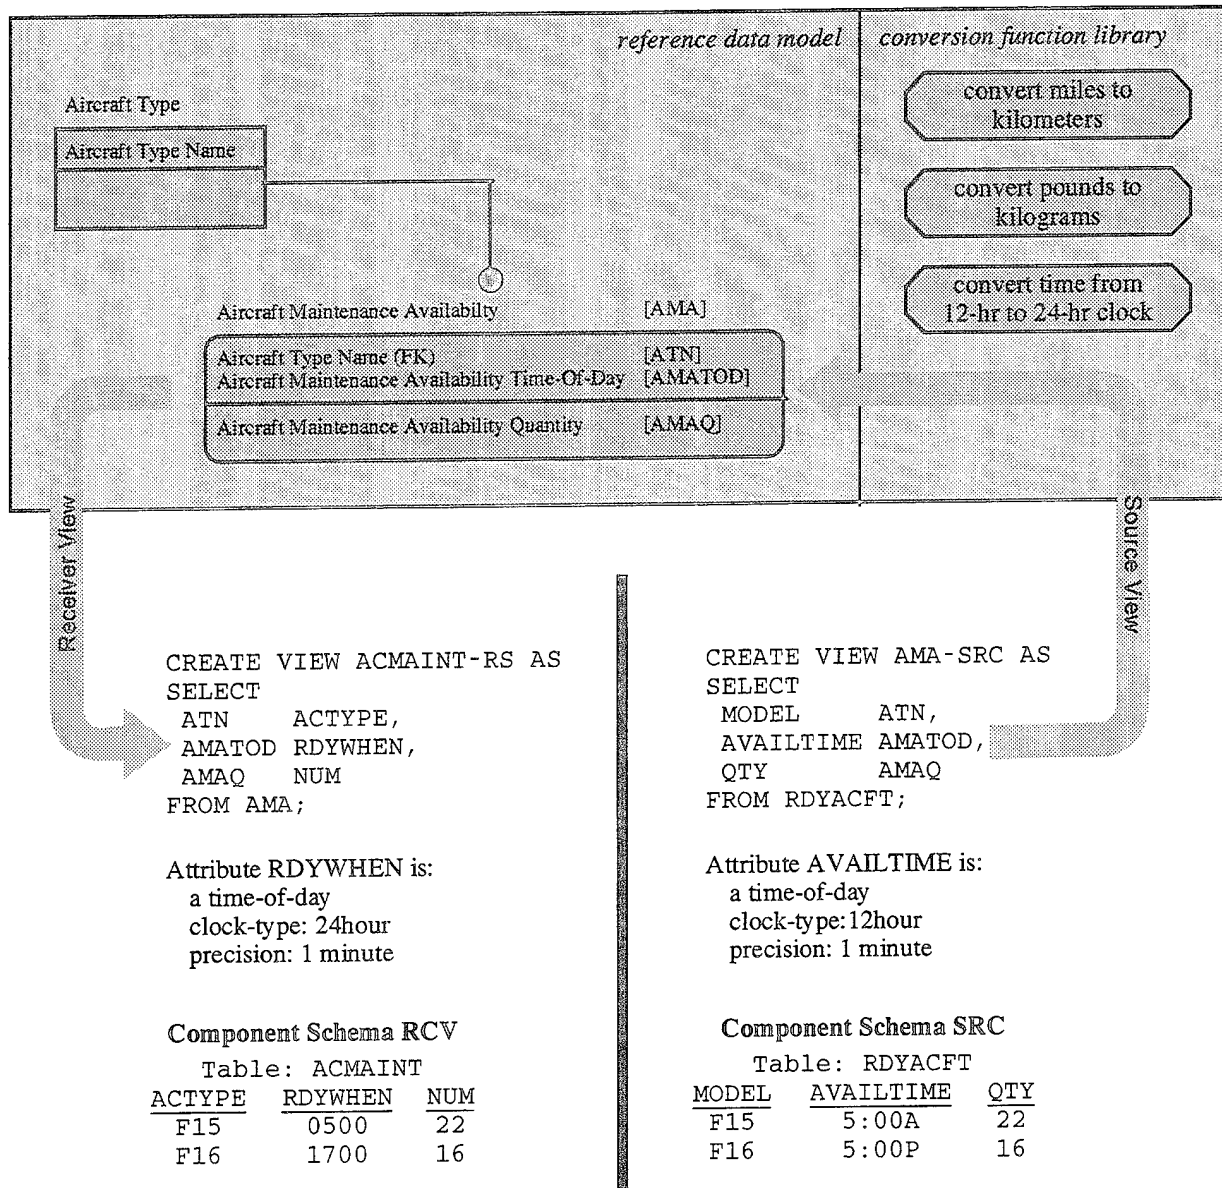 reference data model
conversion function library
Aircraft Type
Aircraft Type Name
convert miles to
kilometers
convert pounds to
kilograms
convert time from
12-hr to 24-hr clock
Aircraft Maintenance Availabilty [AMA]
Aircraft Type Name (FK) [ATN]
Aircraft Maintenance Availability Time-Of-Day [AMATOD]
Aircraft Maintenance Availability Quantity [AMAQ]
Receiver View
Source View
CREATE VIEW ACMAINT-RS AS
SELECT
ATN ACTYPE,
AMATOD RDYWHEN,
AMAQ NUM
FROM AMA;
Attribute RDYWHEN is:
a time-of-day
clock-type: 24hour
precision: 1 minute
Component Schema RCV
Table: ACMAINT
ACTYPE RDYWHEN NUM
F15 0500 22
F16 1700 16
CREATE VIEW AMA-SRC AS
SELECT
MODEL ATN,
AVAILTIME AMATOD,
QTY AMAQ
FROM RDYACFT;
Attribute AVAILTIME is:
a time-of-day
clock-type:12hour
precision: 1 minute
Component Schema SRC
Table: RDYACFT
MODEL AVAILTIME QTY
F15 5:00A 22
F16 5:00P 16